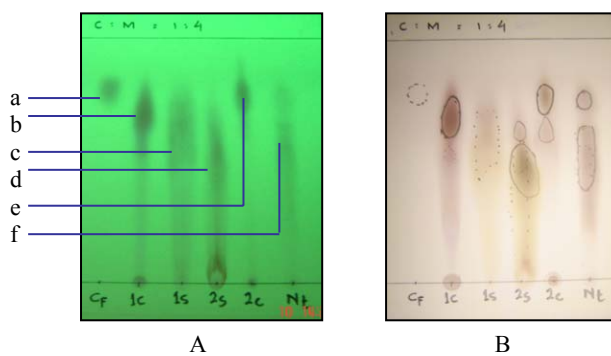 C : M = 1 : 4
C : M = 1 : 4
a
b
c
d
e
f
CF 1c 1s 2s 2c Nt
CF 1c 1s 2s 2c Nt
A
B